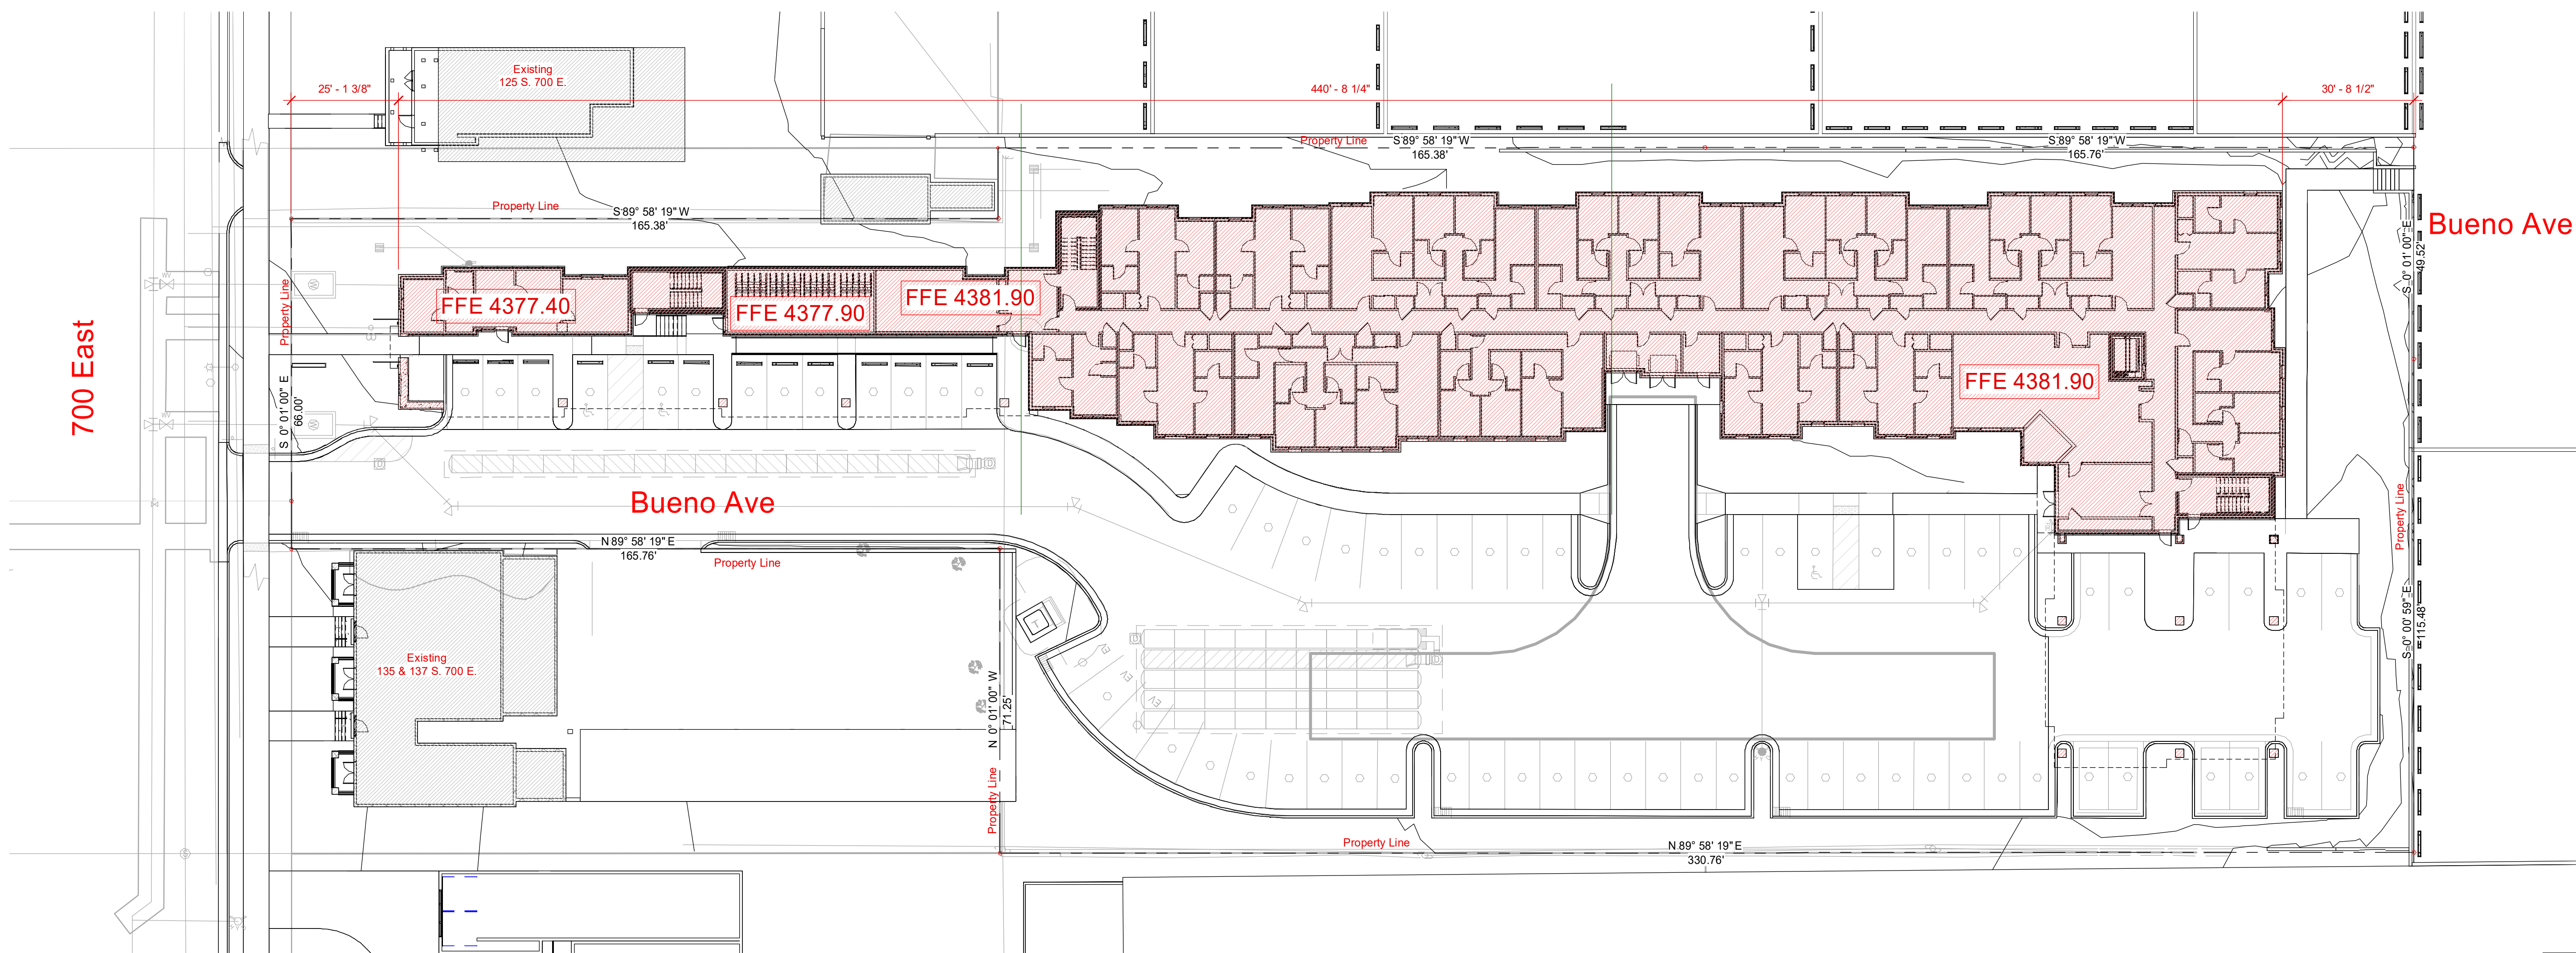 Existing
125 S. 700 E.
25' - 1 3/8"
440' - 8 1/4"
30' - 8 1/2"
Property Line
S 89° 58' 19" W
165.38'
S 89° 58' 19" W
165.76'
Property Line
S 89° 58' 19" W
165.38'
Bueno Ave
S 0° 01' 00" E
49.52'
FFE 4377.40
FFE 4377.90
FFE 4381.90
Property Line
700 East
S 0° 01' 00" E
66.00'
FFE 4381.90
Bueno Ave
Property Line
N 89° 58' 19" E
165.76'
Property Line
S 0° 00' 59" E
115.48'
Existing
135 & 137 S. 700 E.
T
EV
EV
EV
N 0° 01' 00" W
71.25'
Property Line
Property Line
N 89° 58' 19" E
330.76'